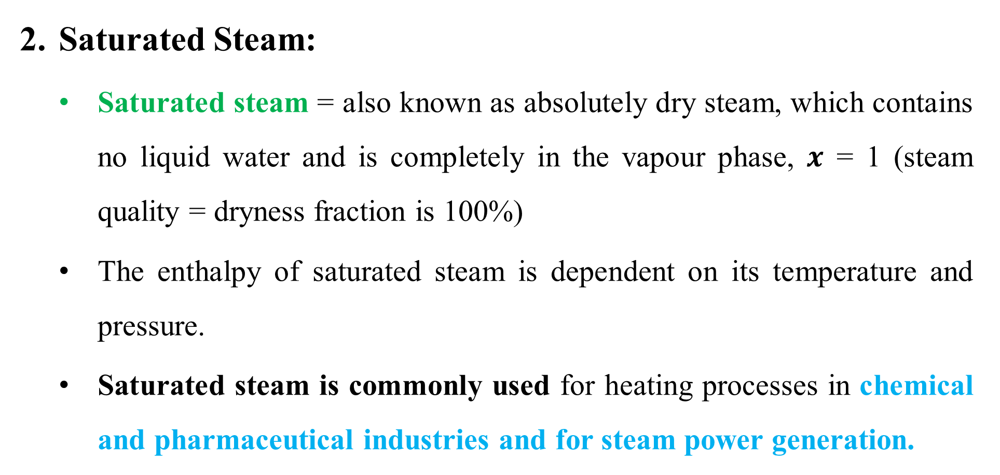 2. Saturated Steam:
• Saturated steam = also known as absolutely dry steam, which contains
no liquid water and is completely in the vapour phase, x = 1 (steam
quality = dryness fraction is 100%)
• The enthalpy of saturated steam is dependent on its temperature and
pressure.
• Saturated steam is commonly used for heating processes in chemical
and pharmaceutical industries and for steam power generation.